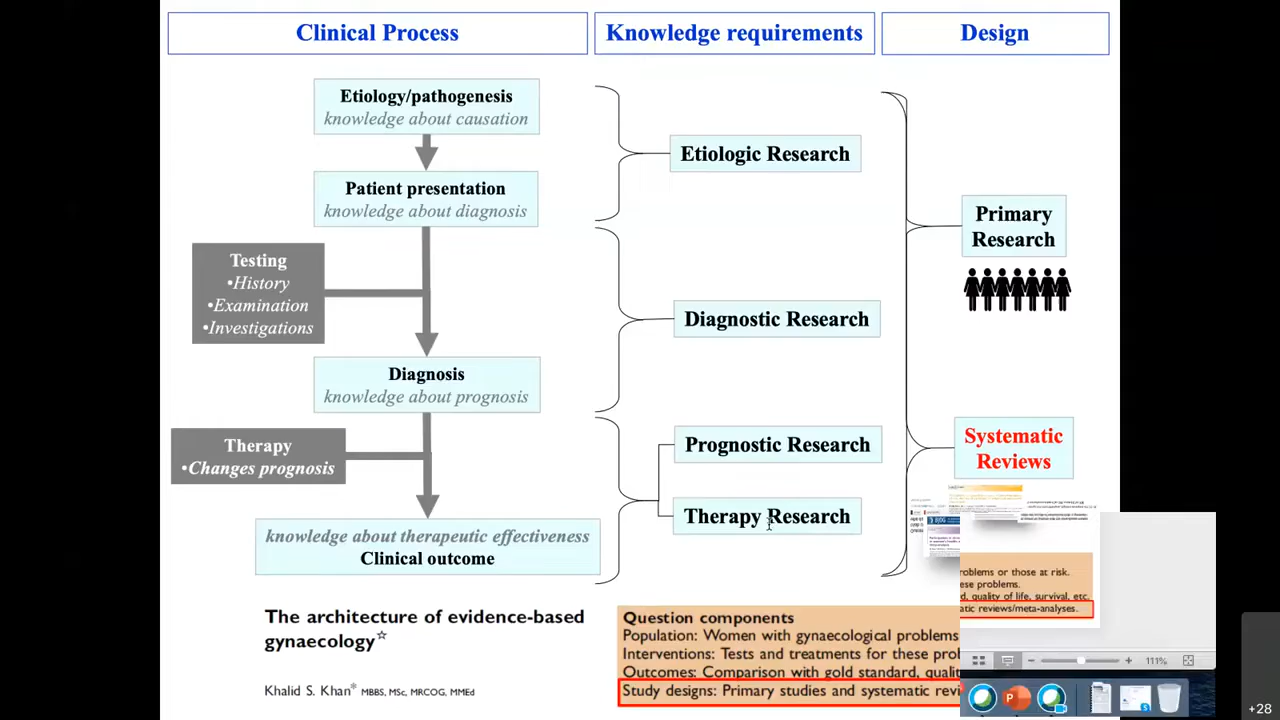 Clinical Process
Knowledge requirements
Design
Etiology/pathogenesis
knowledge about causation
Patient presentation
knowledge about diagnosis
Testing
•History
•Examination
•Investigations
Diagnosis
knowledge about prognosis
Therapy
•Changes prognosis
knowledge about therapeutic effectiveness
Clinical outcome
Etiologic Research
Diagnostic Research
Prognostic Research
Therapy Research
Primary
Research
Systematic
Reviews
The architecture of evidence-based
gynaecology☆
Khalid S. Khan* MBBS, MSc, MRCOG, MMEd
Question components
Population: Women with gynaecological problems
Interventions: Tests and treatments for these prol
Outcomes: Comparison with gold standard, qualit
Study designs: Primary studies and systematic revi
roblems or those at risk.
ese problems.
d, quality of life, survival, etc.
atic reviews/meta-analyses.
111%
+28